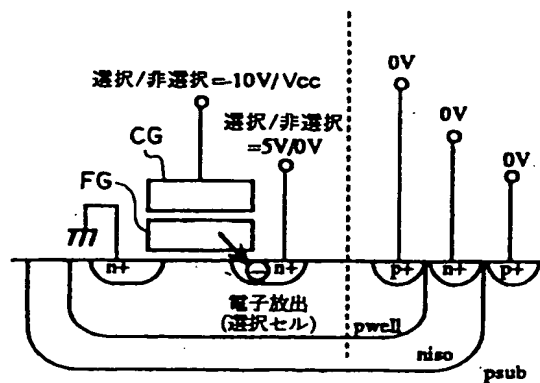 0V
選択/非選択=-10V/Vcc
0V
CG
選択/非選択
=5V/0V
0V
FG
n+
n+
p+
n+
p+
電子放出
(選択セル)
pwell
niso
psub